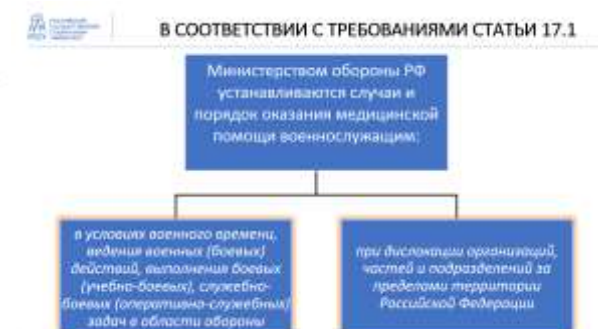 В СООТВЕТСТВИИ С ТРЕБОВАНИЯМИ СТАТЬИ 17.1
Министерством обороны РФ
устанавливаются случаи и
порядок оказания медицинской
помощи военнослужащим:
в условиях военного времени,
ведения военных (боевых)
действий, выполнения боевых
(учебно-боевых), служебно-
боевых (оперативно-служебных)
задач в области обороны
при дислокации организаций,
частей и подразделений за
пределами территории
Российской Федерации